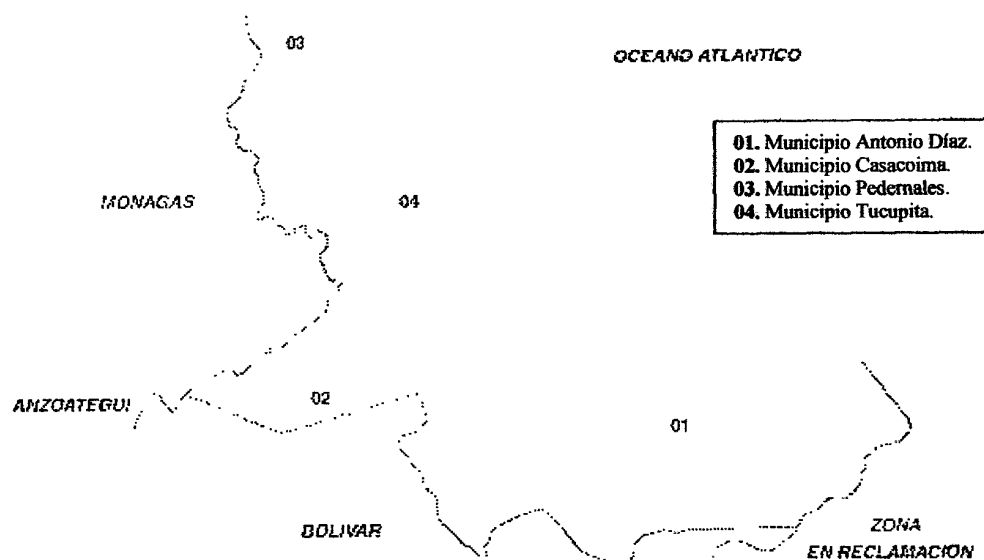 03
OCEANO ATLANTICO
01. Municipio Antonio Díaz.
02. Municipio Casacoima.
03. Municipio Pedernales.
04. Municipio Tucupita.
MONAGAS
04
ANZOATEGUI
02
01
BOLIVAR
ZONA
EN RECLAMACIÓN